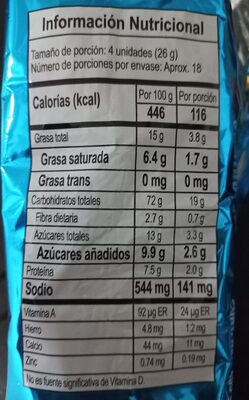 Información Nutricional
Tamaño de porción: 4 unidades (26 g)
Número de porciones por envase: Aprox. 18
Calorías (kcal) Por 100 g Por porción
446 116
Grasa total 15 g 3.8 g
Grasa saturada 6.4 g 1.7 g
Grasa trans 0 mg 0 mg
Carbohidratos totales 72 g 19 g
Fibra dietaria 2.7 g 0.7 g
Azúcares totales 13 g 3.3 g
Azúcares añadidos 9.9 g 2.6 g
Proteína 7.5 g 2.0 g
Sodio 544 mg 141 mg
Vitamina A 92 µg ER 24 µg ER
Hierro 4.8 mg 1.2 mg
Calcio 44 mg 11 mg
Zinc 0.74 mg 0.19 mg
No es fuente significativa de Vitamina D.